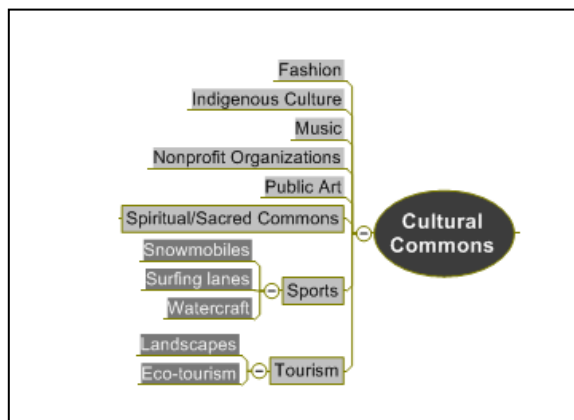 Fashion
Indigenous Culture
Music
Nonprofit Organizations
Public Art
Spiritual/Sacred Commons
Cultural
Commons
Snowmobiles
Surfing lanes
Watercraft
Sports
Landscapes
Eco-tourism
Tourism